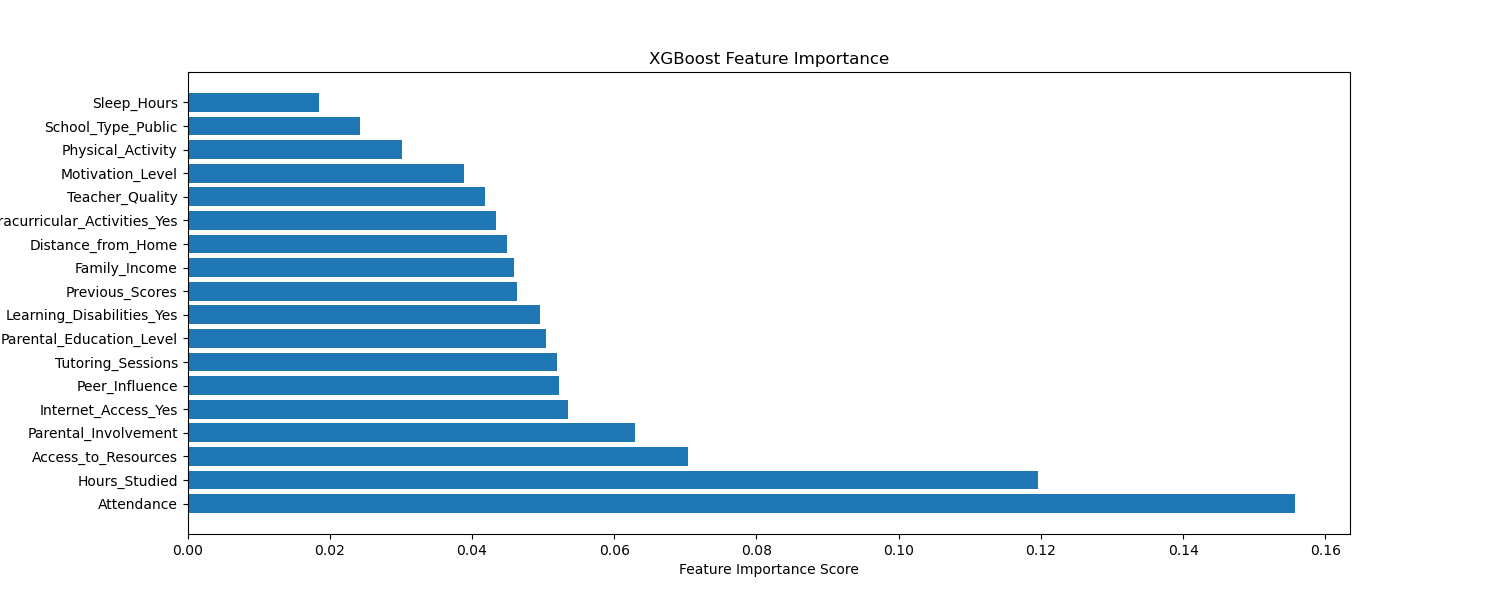 XGBoost Feature Importance
Sleep_Hours
School_Type_Public
Physical_Activity
Motivation_Level
Teacher_Quality
racurricular_Activities_Yes
Distance_from_Home
Family_Income
Previous_Scores
Learning_Disabilities_Yes
Parental_Education_Level
Tutoring_Sessions
Peer_Influence
Internet_Access_Yes
Parental_Involvement
Access_to_Resources
Hours_Studied
Attendance
0.00 0.02 0.04 0.06 0.08 0.10 0.12 0.14 0.16
Feature Importance Score